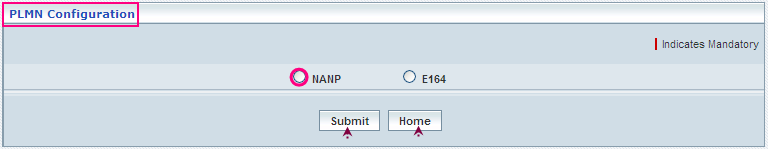 PLMN Configuration
Indicates Mandatory
NANP E164
Submit Home